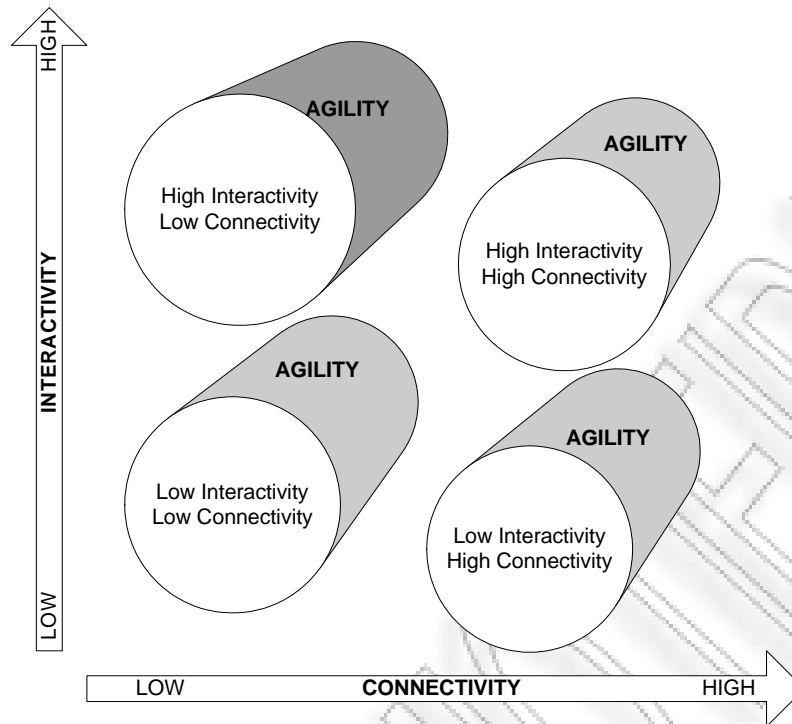 HIGH
AGILITY
AGILITY
High Interactivity
Low Connectivity
High Interactivity
High Connectivity
INTERACTIVITY
AGILITY
AGILITY
Low Interactivity
Low Connectivity
Low Interactivity
High Connectivity
LOW
LOW
CONNECTIVITY
HIGH